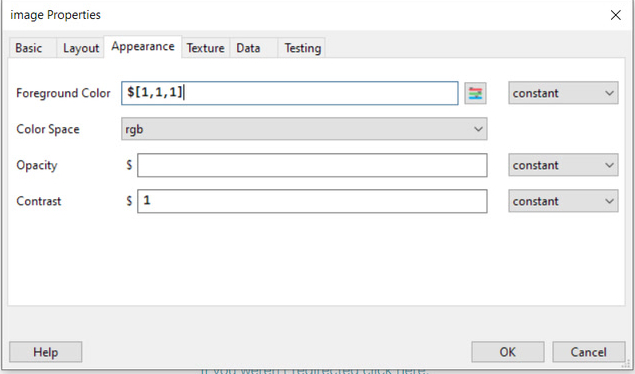 image Properties
Basic Layout Appearance Texture Data Testing
Foreground Color $[1,1,1] constant
Color Space rgb
Opacity $ constant
Contrast $ 1 constant
Help OK Cancel
If you weren't redirected click here.